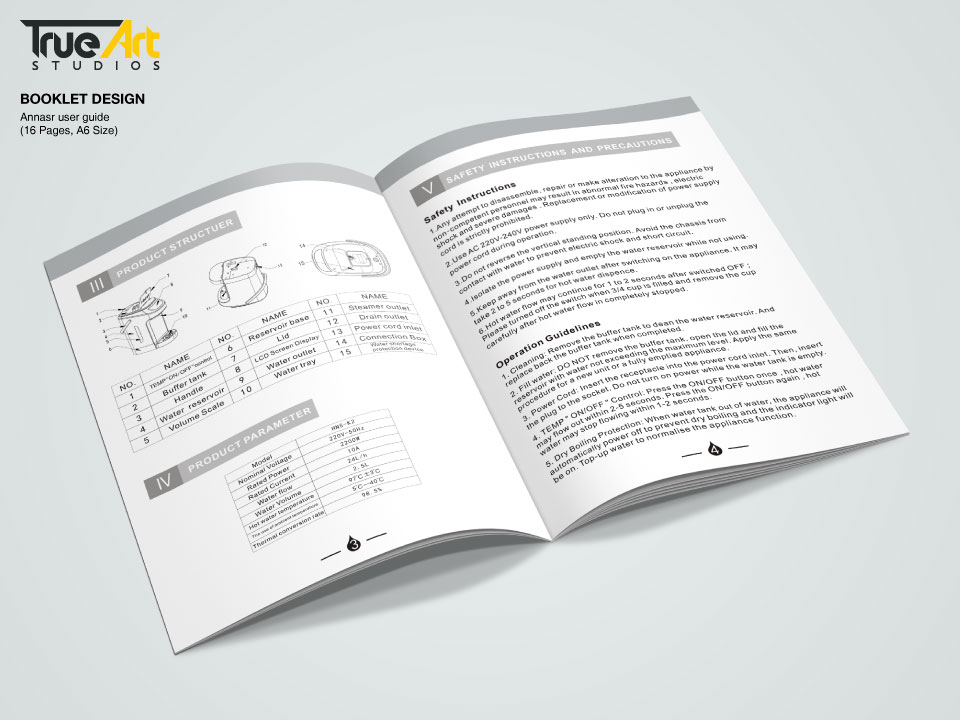 TrueArt
STUDIOS
BOOKLET DESIGN
Annasr user guide
(16 Pages, A6 Size)
III PRODUCT STRUCTUER
NO. NAME NO. NAME NO. NAME
1 TEMP "ON/OFF"control 6 Reservoir base 11 Steamer outlet
2 Buffer tank 7 Lid 12 Drain outlet
3 Handle 8 LCD Screen Display 13 Power cord inlet
4 Water reservoir 9 Water outlet 14 Connection Box
5 Volume Scale 10 Water tray 15 Water shortage protection device
IV PRODUCT PARAMETER
Model
Nominal Voltage 220V~50Hz
Rated Power 2200W
Rated Current 10A
Water flow 24L/h
Water Volume 2.5L
Hot water temperature 97℃±3℃
The use of ambient temperature 5℃~40℃
Thermal conversion rate 98.5%
3
V SAFETY INSTRUCTIONS AND PRECAUTIONS
Safety Instructions
1.Any attempt to disassemble, repair or make alteration to the appliance by
non-competent personnel may result in abnormal fire hazards , electric
shock and severe damages . Replacement or modification of power supply
cord is strictly prohibited.
2.Use AC 220V-240V power supply only. Do not plug in or unplug the
power cord during operation.
3.Do not reverse the vertical standing position. Avoid the chassis from
contact with water to prevent electric shock and short circuit.
4.Isolate the power supply and empty the water reservoir while not using.
5.Keep away from the water outlet after switching on the appliance. It may
take 2 to 5 seconds for hot water dispence.
6.Hot water flow may continue for 1 to 2 seconds after switched OFF ;
Please turned off the switch when 3/4 cup is filled and remove the cup
carefully after hot water flow in completely stopped.
Operation Guidelines
1. Cleaning: Remove the buffer tank to clean the water reservoir. And
replace back the buffer tank when completed.
2. Fill water: DO NOT remove the buffer tank, open the lid and fill the
reservoir with water not exceeding the maximum level. Apply the same
procedure for a new unit or a fully emptied appliance .
3. Power Cord: Insert the receptacle into the power cord inlet. Then, insert
the plug to the socket. Do not turn on power while the water tank is empty.
4. TEMP " ON/OFF " Control: Press the ON/OFF button once , hot water
may flow out within 2-5 seconds. Press the ON/OFF button again , hot
water may stop flowing within 1-2 seconds.
5. Dry Boiling Protection: When water tank out of water, the appliance will
automatically power off to prevent dry boiling and the indicator light will
be on. Top-up water to normalise the appliance function.
4